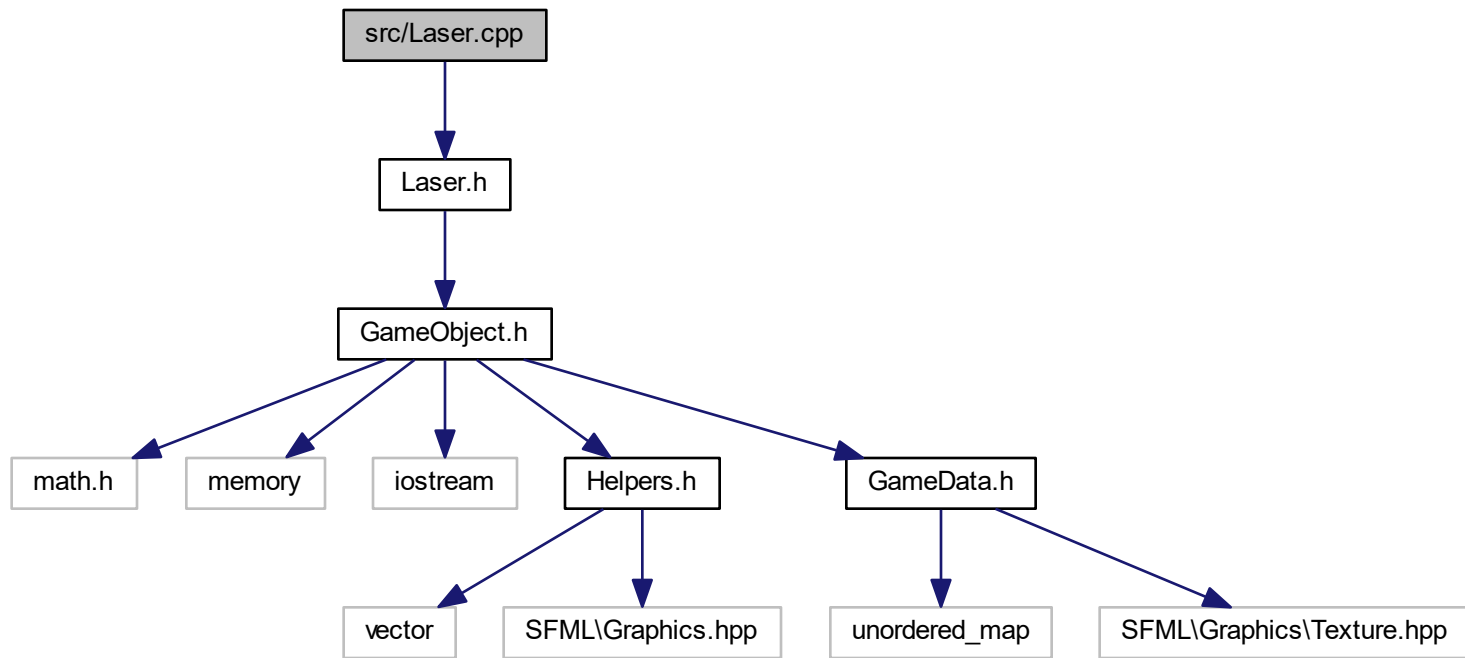 src/Laser.cpp
Laser.h
GameObject.h
math.h
memory
iostream
Helpers.h
GameData.h
vector
SFML\Graphics.hpp
unordered_map
SFML\Graphics\Texture.hpp